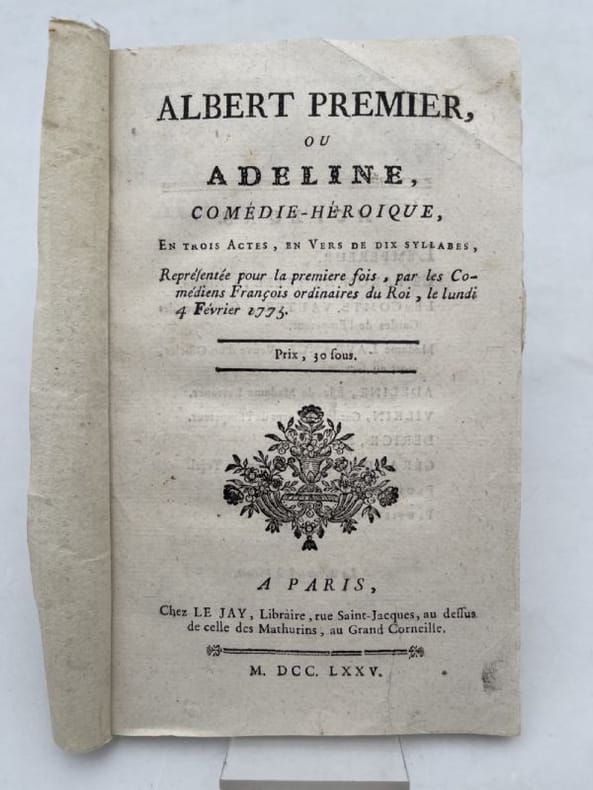 ALBERT PREMIER,
OU
ADELINE,
COMÉDIE-HÉROIQUE,
EN TROIS ACTES, EN VERS DE DIX SYLLABES,
Repréſentée pour la premiere fois, par les Co-
médiens François ordinaires du Roi, le lundi
4 Février 1775.
Prix, 30 ſous.
A PARIS,
Chez LE JAY, Libraire, rue Saint-Jacques, au deſſus
de celle des Mathurins, au Grand Corneille.
M. DCC. LXXV.